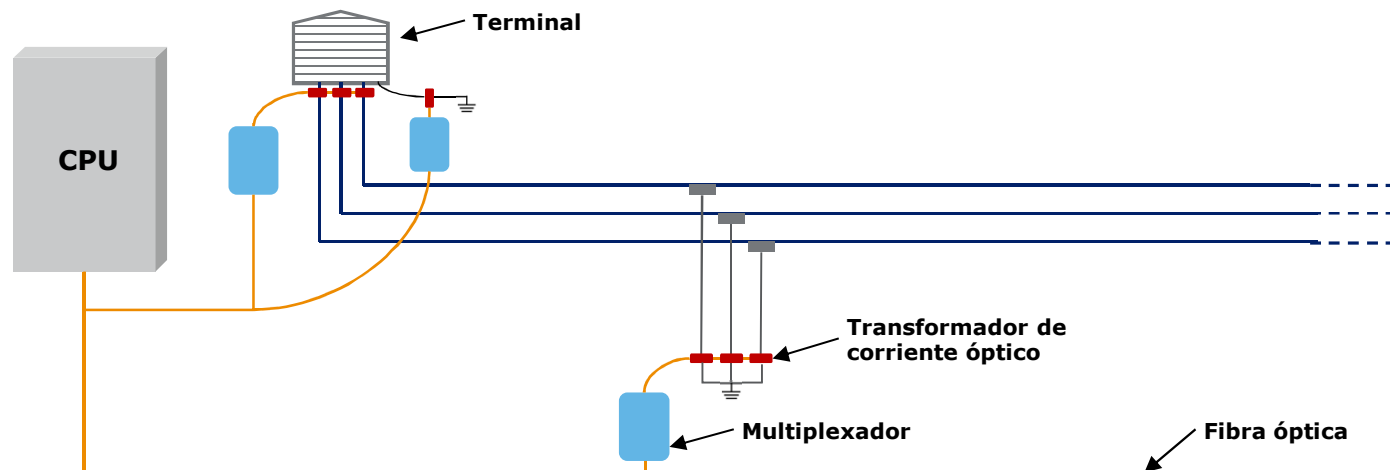 Terminal
CPU
Transformador de
corriente óptico
Multiplexador
Fibra óptica